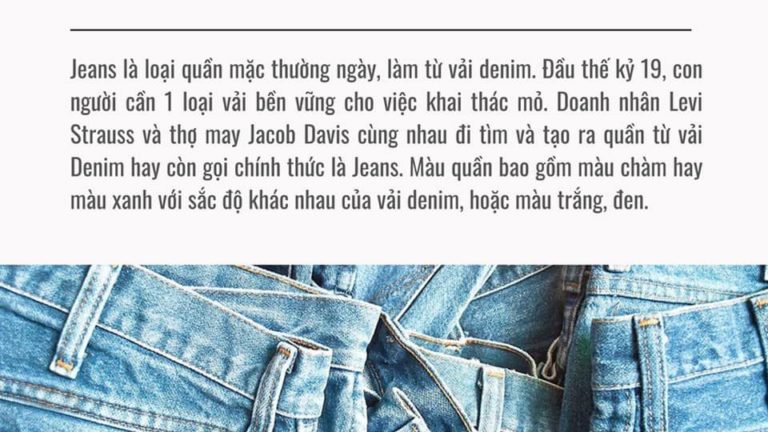 Jeans là loại quần mặc thường ngày, làm từ vải denim. Đầu thế kỷ 19, con
người cần 1 loại vải bền vững cho việc khai thác mỏ. Doanh nhân Levi
Strauss và thợ may Jacob Davis cùng nhau đi tìm và tạo ra quần từ vải
Denim hay còn gọi chính thức là Jeans. Màu quần bao gồm màu chàm hay
màu xanh với sắc độ khác nhau của vải denim, hoặc màu trắng, đen.